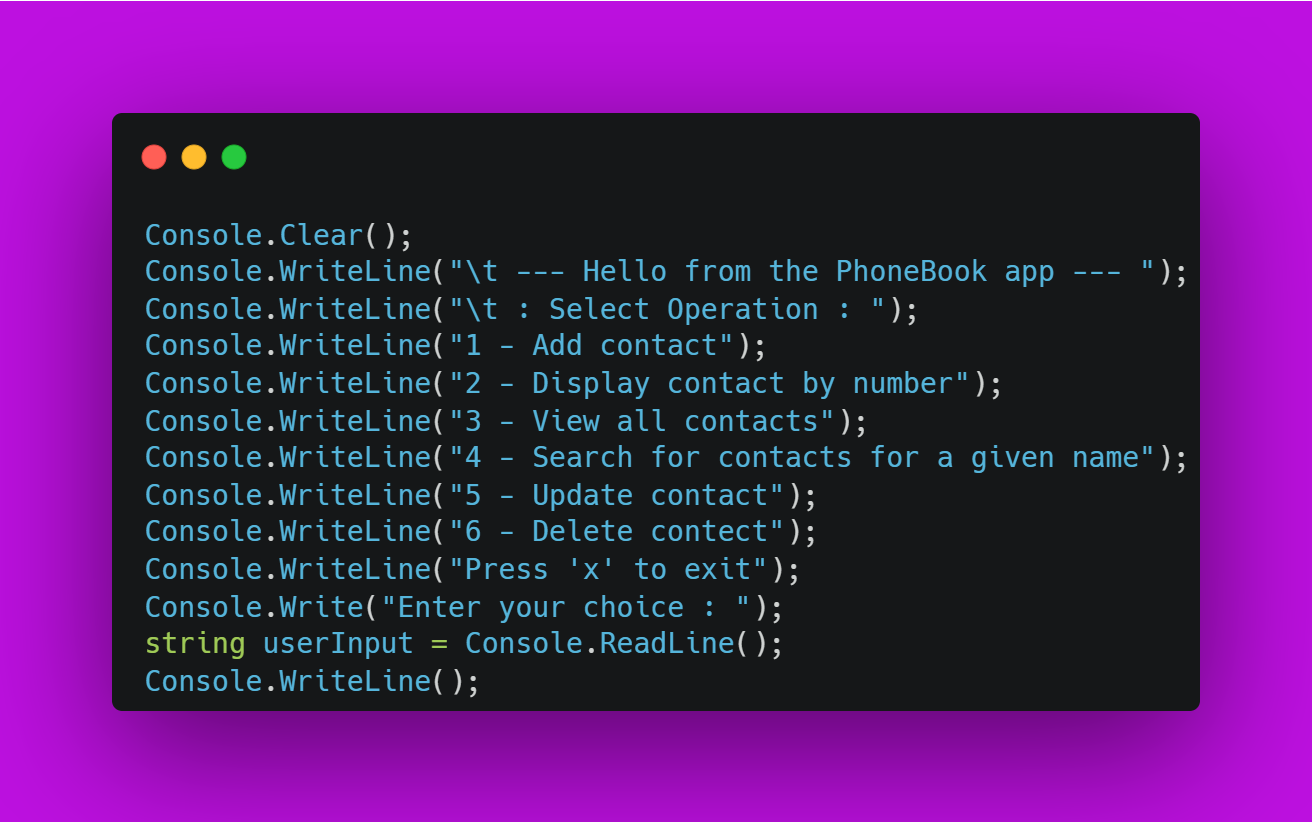 Console.Clear();
Console.WriteLine("\t --- Hello from the PhoneBook app --- ");
Console.WriteLine("\t : Select Operation : ");
Console.WriteLine("1 - Add contact");
Console.WriteLine("2 - Display contact by number");
Console.WriteLine("3 - View all contacts");
Console.WriteLine("4 - Search for contacts for a given name");
Console.WriteLine("5 - Update contact");
Console.WriteLine("6 - Delete contect");
Console.WriteLine("Press 'x' to exit");
Console.Write("Enter your choice : ");
string userInput = Console.ReadLine();
Console.WriteLine();